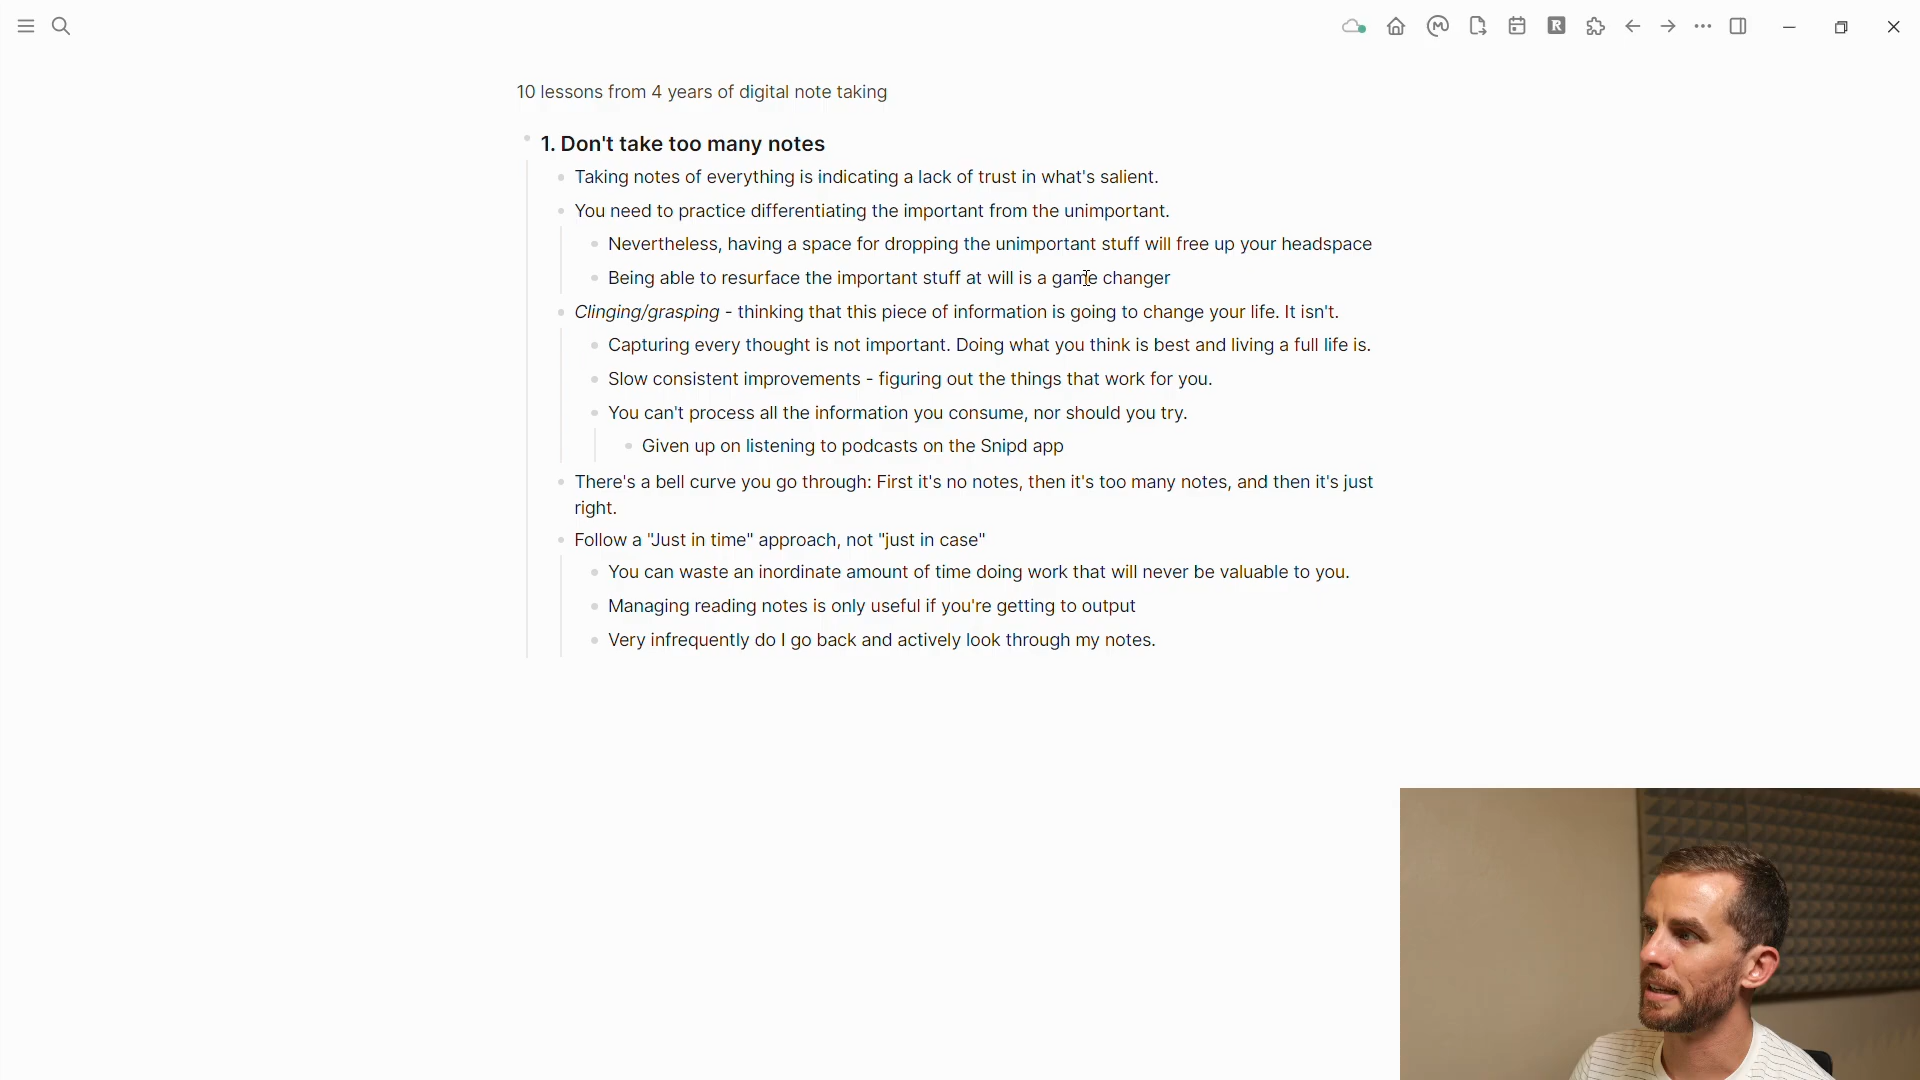 10 lessons from 4 years of digital note taking
1. Don't take too many notes
Taking notes of everything is indicating a lack of trust in what's salient.
You need to practice differentiating the important from the unimportant.
Nevertheless, having a space for dropping the unimportant stuff will free up your headspace
Being able to resurface the important stuff at will is a game changer
Clinging/grasping - thinking that this piece of information is going to change your life. It isn't.
Capturing every thought is not important. Doing what you think is best and living a full life is.
Slow consistent improvements - figuring out the things that work for you.
You can't process all the information you consume, nor should you try.
Given up on listening to podcasts on the Snipd app
There's a bell curve you go through: First it's no notes, then it's too many notes, and then it's just
right.
Follow a "Just in time" approach, not "just in case"
You can waste an inordinate amount of time doing work that will never be valuable to you.
Managing reading notes is only useful if you're getting to output
Very infrequently do I go back and actively look through my notes.